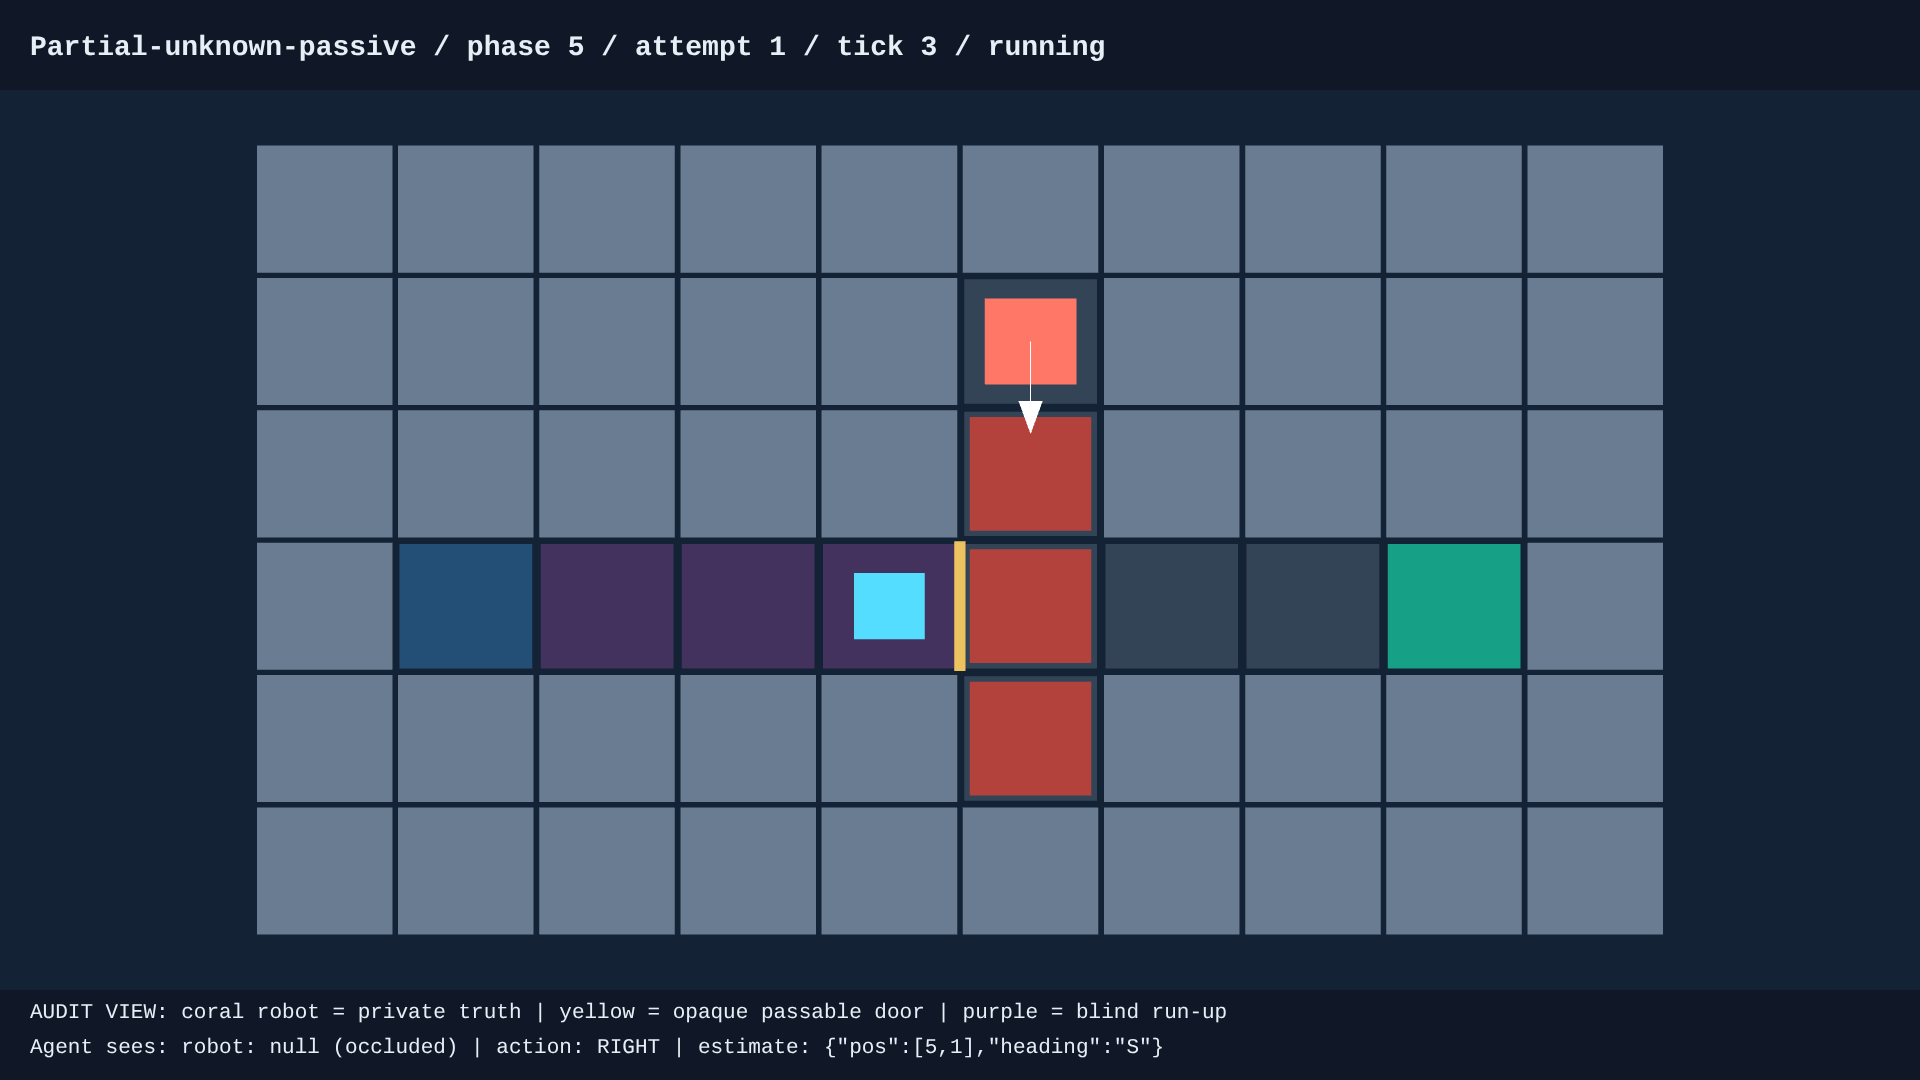 Partial-unknown-passive / phase 5 / attempt 1 / tick 3 / running
AUDIT VIEW: coral robot = private truth | yellow = opaque passable door | purple = blind run-up
Agent sees: robot: null (occluded) | action: RIGHT | estimate: {"pos":[5,1],"heading":"S"}